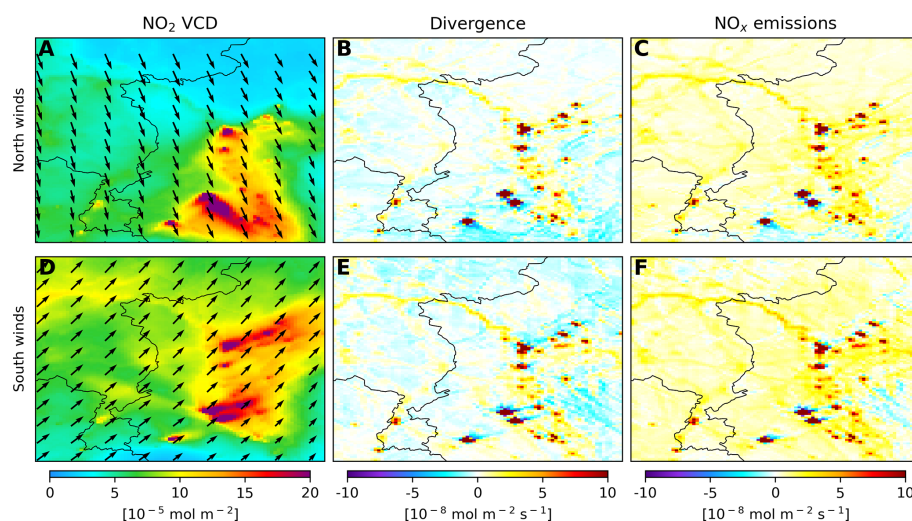 NO₂ VCD Divergence NOₓ emissions
North winds
A B C
South winds
D E F
0 5 10 15 20 -10 -5 0 5 10 -10 -5 0 5 10
[10⁻⁵ mol m⁻²] [10⁻⁸ mol m⁻² s⁻¹] [10⁻⁸ mol m⁻² s⁻¹]